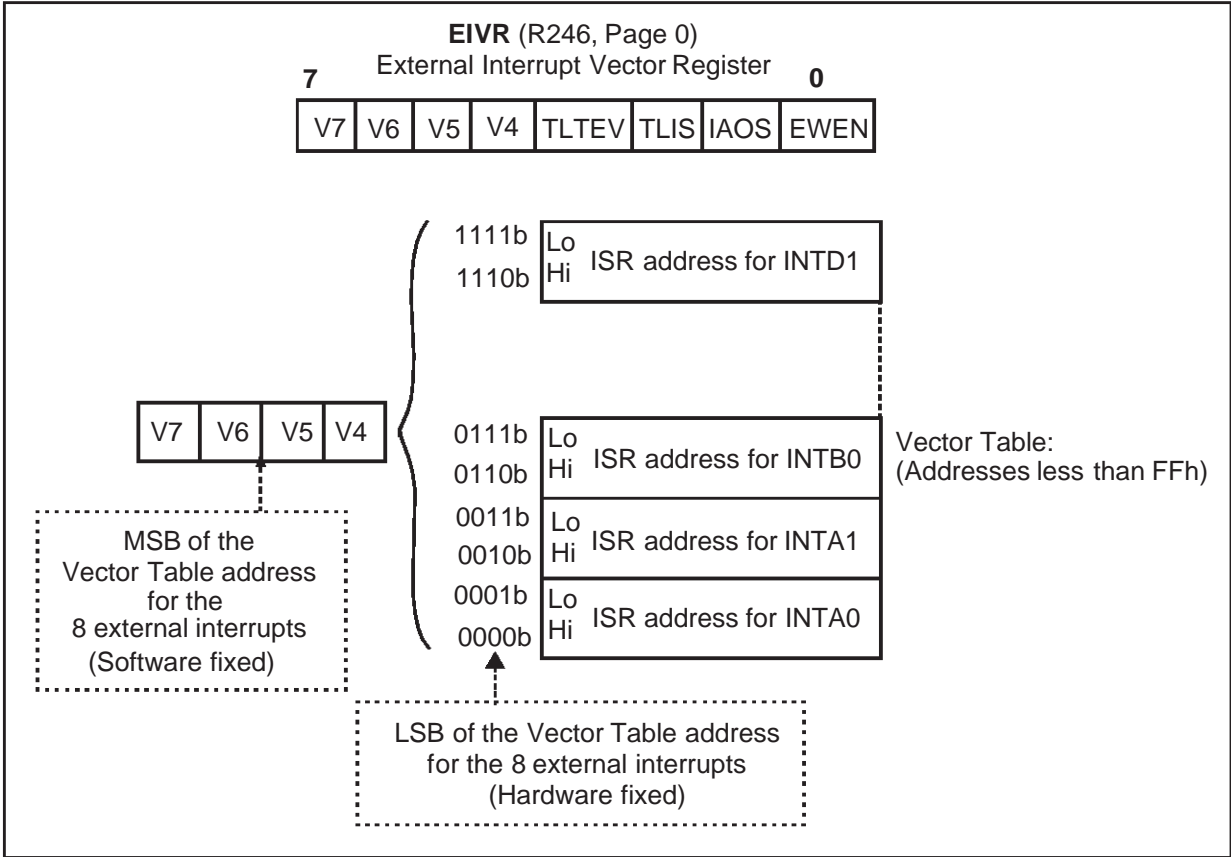 EIVR (R246, Page 0)
External Interrupt Vector Register
7 0
V7 V6 V5 V4 TLTEV TLIS IAOS EWEN
1111b Lo
ISR address for INTD1
1110b Hi
V7 V6 V5 V4
0111b Lo
ISR address for INTB0
0110b Hi
0011b Lo
ISR address for INTA1
0010b Hi
0001b Lo
ISR address for INTA0
0000b Hi
Vector Table:
(Addresses less than FFh)
MSB of the
Vector Table address
for the
8 external interrupts
(Software fixed)
LSB of the Vector Table address
for the 8 external interrupts
(Hardware fixed)